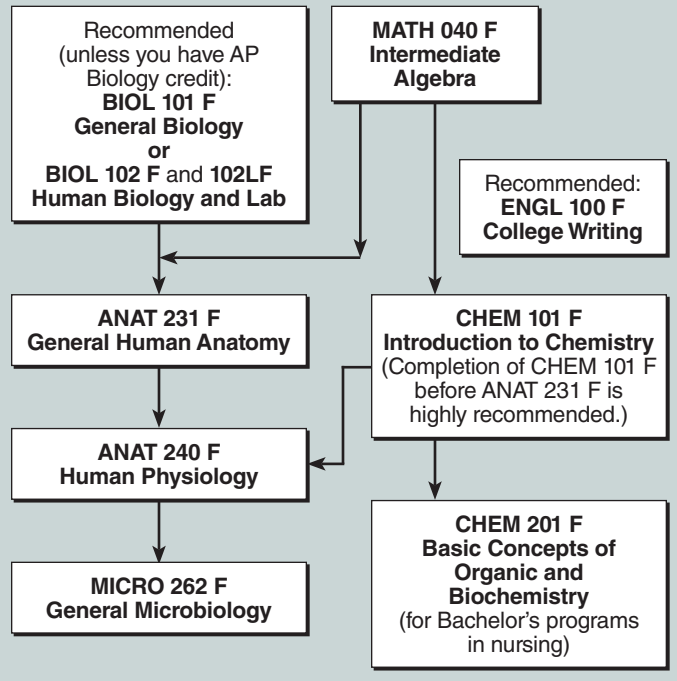 Recommended
(unless you have AP
Biology credit):
BIOL 101 F
General Biology
or
BIOL 102 F and 102LF
Human Biology and Lab
MATH 040 F
Intermediate
Algebra
Recommended:
ENGL 100 F
College Writing
ANAT 231 F
General Human Anatomy
CHEM 101 F
Introduction to Chemistry
(Completion of CHEM 101 F
before ANAT 231 F is
highly recommended.)
ANAT 240 F
Human Physiology
CHEM 201 F
Basic Concepts of
Organic and
Biochemistry
(for Bachelor's programs
in nursing)
MICRO 262 F
General Microbiology